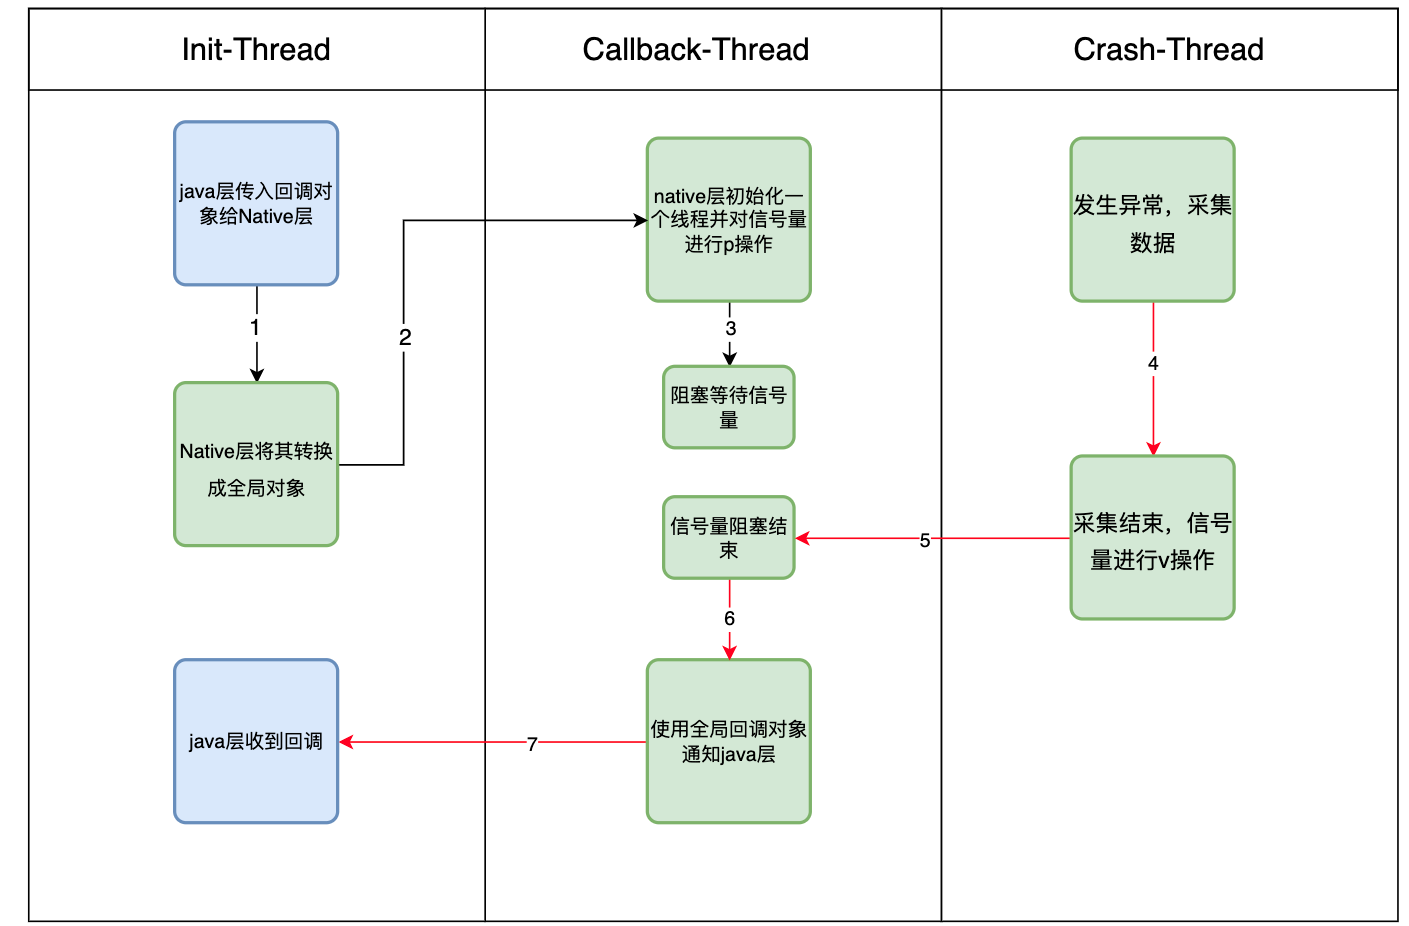 Init-Thread
Callback-Thread
Crash-Thread
java层传入回调对
象给Native层
1
Native层将其转换
成全局对象
2
native层初始化一
个线程并对信号量
进行p操作
3
阻塞等待信号
量
发生异常，采集
数据
4
采集结束，信号
量进行v操作
5
信号量阻塞结
束
6
使用全局回调对象
通知java层
7
java层收到回调